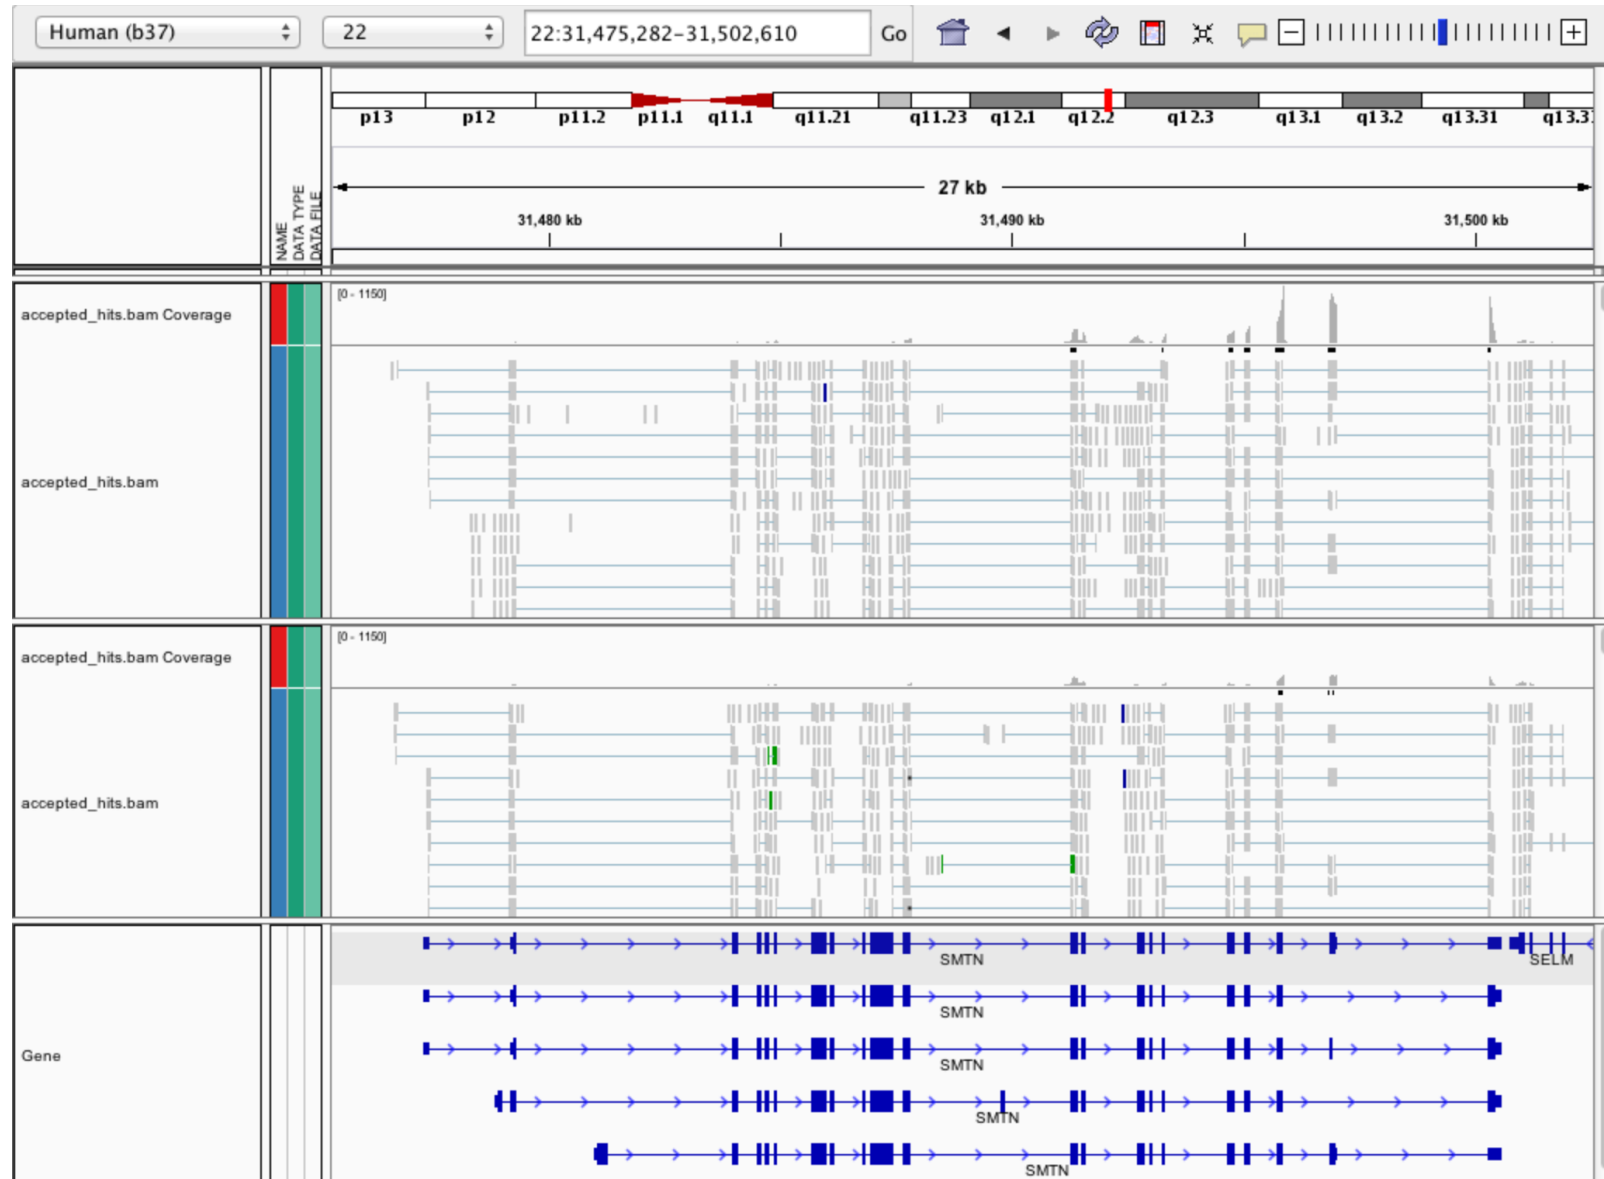 Human (b37) 22 22:31,475,282-31,502,610 Go
p13 p12 p11.2 p11.1 q11.1 q11.21 q11.23 q12.1 q12.2 q12.3 q13.1 q13.2 q13.31
27 kb
31,480 kb 31,490 kb 31,500 kb
NAME
DATA TYPE
DATA FILE
[0 - 1150]
accepted_hits.bam Coverage
accepted_hits.bam
[0 - 1150]
accepted_hits.bam Coverage
accepted_hits.bam
SMTN SELM
SMTN
Gene
SMTN
SMTN
SMTN